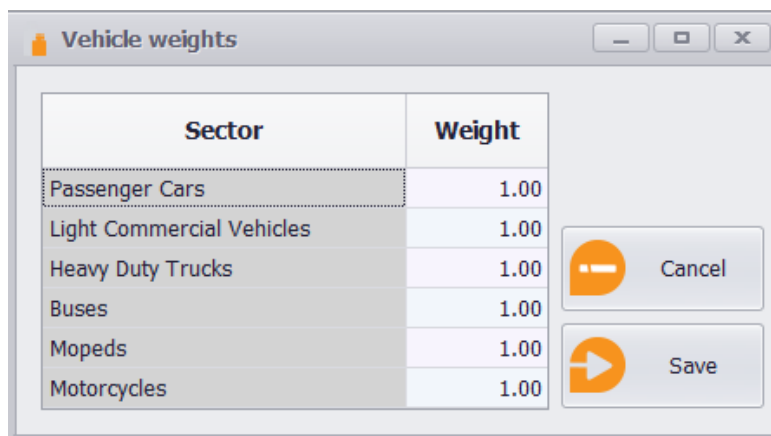 Vehicle weights
Sector Weight
Passenger Cars 1.00
Light Commercial Vehicles 1.00
Heavy Duty Trucks 1.00
Buses 1.00
Mopeds 1.00
Motorcycles 1.00
Cancel
Save